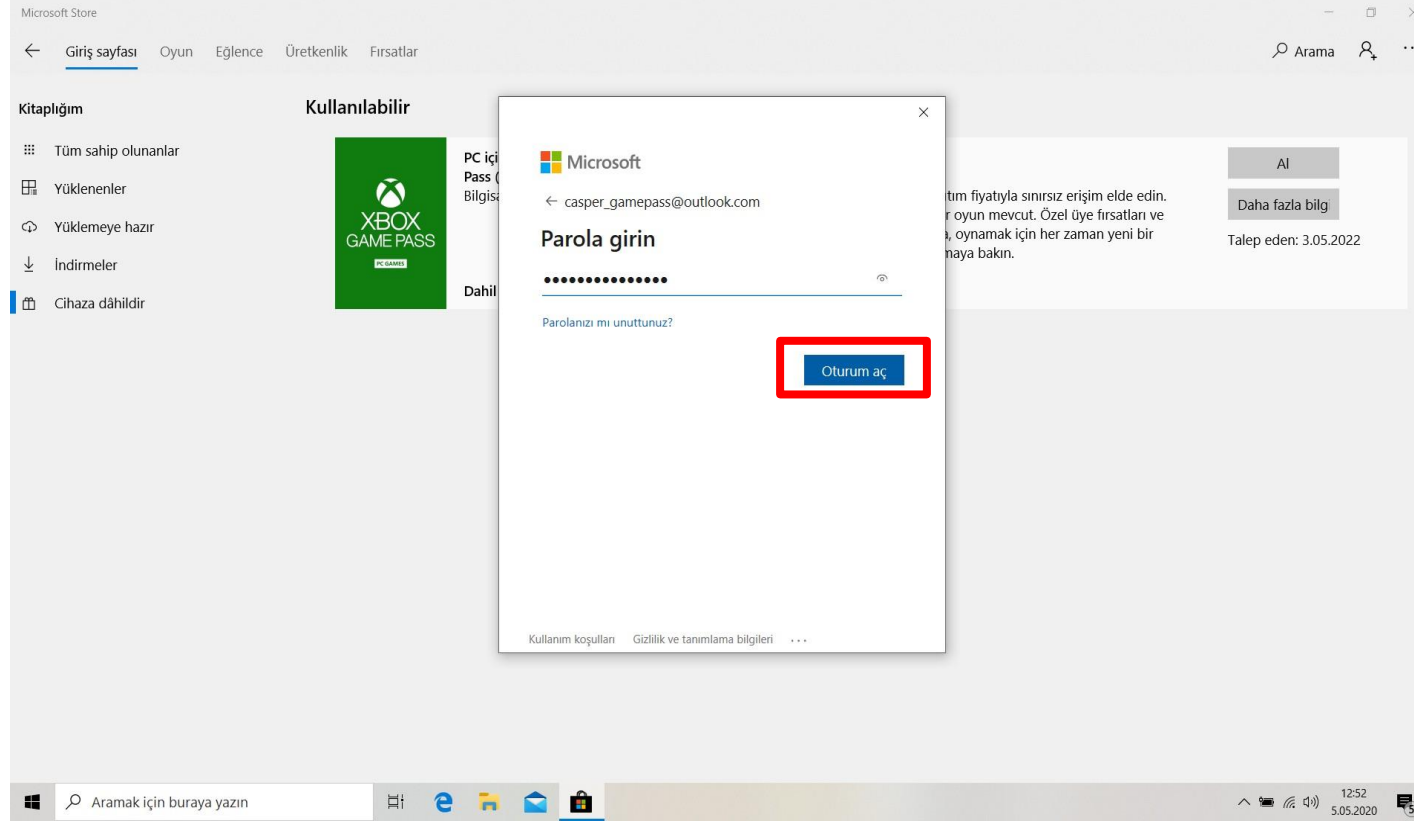 Microsoft Store
Giriş sayfası Oyun Eğlence Üretkenlik Fırsatlar
Arama
Kitaplığım
Tüm sahip olunanlar
Yüklenenler
Yüklemeye hazır
İndirmeler
Cihaza dâhildir
Kullanılabilir
XBOX
GAME PASS
PC GAMES
PC içi
Pass (
Bilgisa
Dahil
Microsoft
casper_gamepass@outlook.com
Parola girin
•••••••••••••••
Parolanızı mı unuttunuz?
Oturum aç
Kullanım koşulları Gizlilik ve tanımlama bilgileri ...
tım fiyatıyla sınırsız erişim elde edin.
r oyun mevcut. Özel üye fırsatları ve
, oynamak için her zaman yeni bir
maya bakın.
Al
Daha fazla bilg
Talep eden: 3.05.2022
Aramak için buraya yazın
12:52
5.05.2020
5